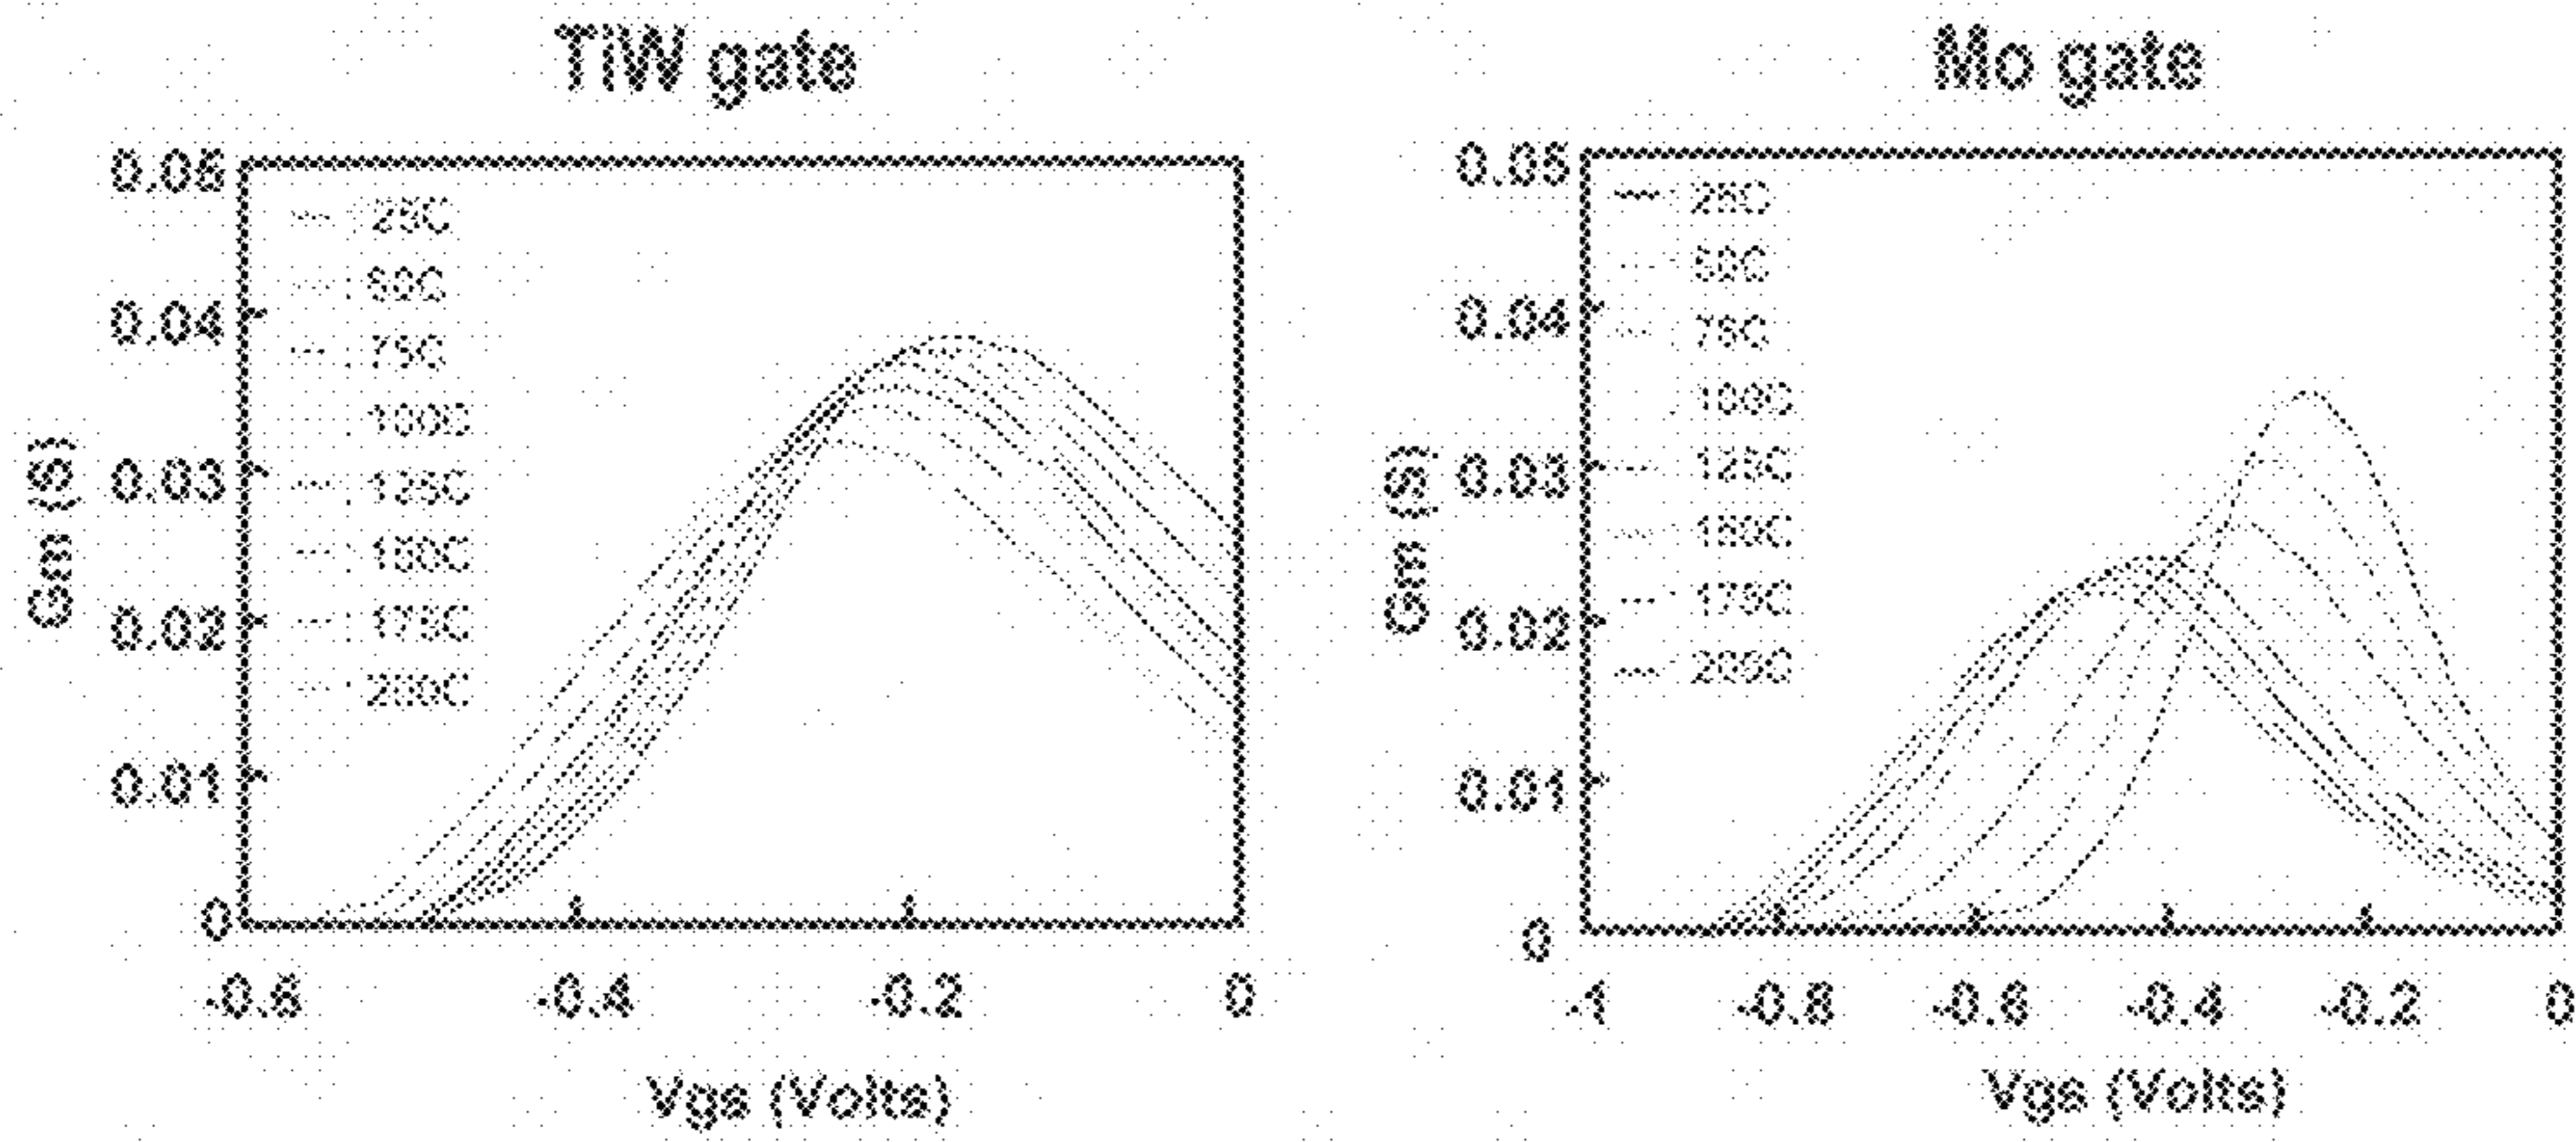 TiW gate
0.05
0.04
0.03
0.02
0.01
0
Gm (S)
25C
50C
75C
100C
125C
150C
175C
200C
-0.6
-0.4
-0.2
0
Vgs (Volts)
Mo gate
0.05
0.04
0.03
0.02
0.01
0
Gm (S)
25C
50C
75C
100C
125C
150C
175C
200C
-1
-0.8
-0.6
-0.4
-0.2
0
Vgs (Volts)